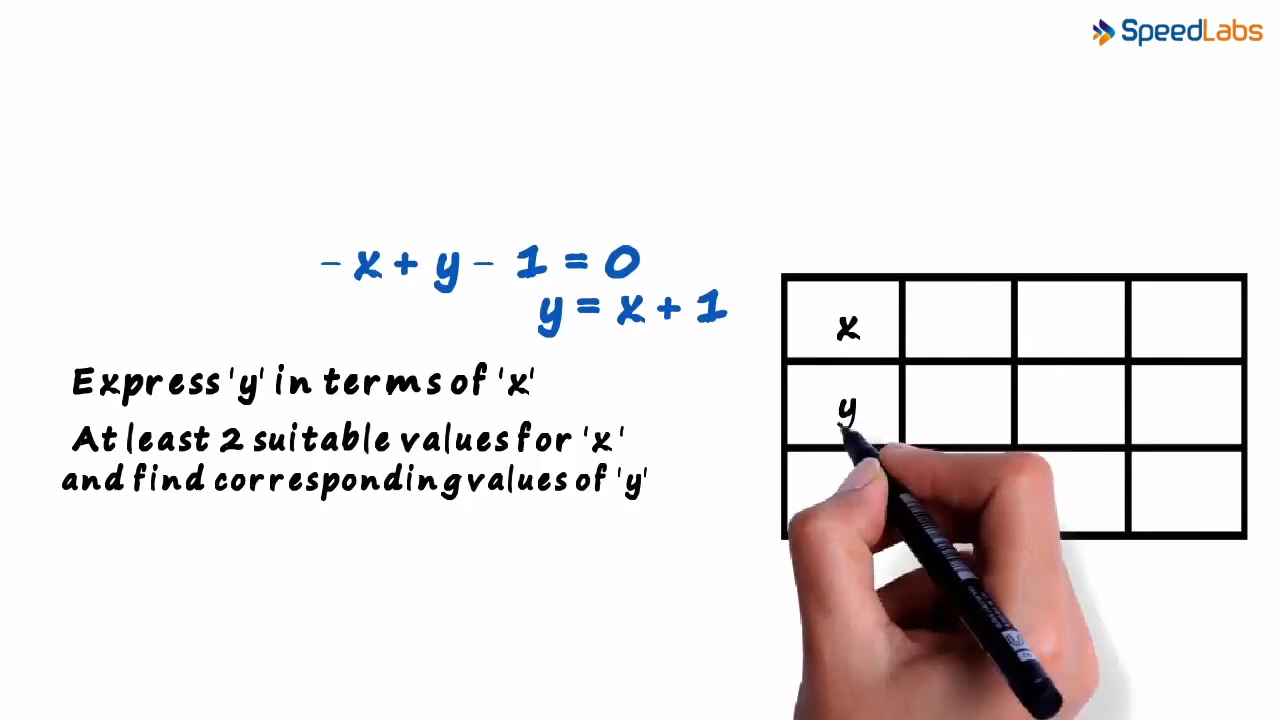 SpeedLabs
- x + y - 1 = 0
y = x + 1
Express 'y' in terms of 'x'
At least 2 suitable values for 'x'
and find corresponding values of 'y'
x
y